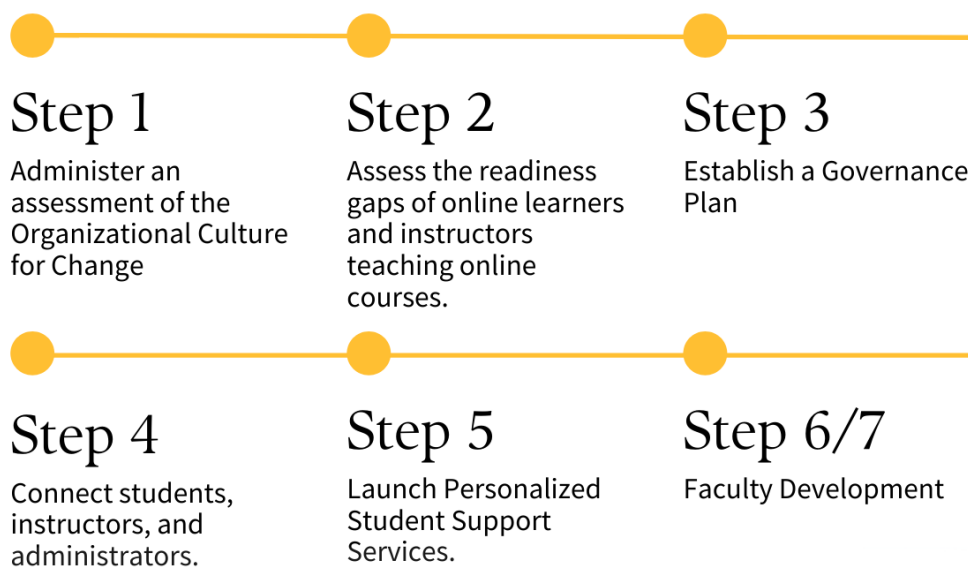 Step 1
Administer an
assessment of the
Organizational Culture
for Change
Step 2
Assess the readiness
gaps of online learners
and instructors
teaching online
courses.
Step 3
Establish a Governance
Plan
Step 4
Connect students,
instructors, and
administrators.
Step 5
Launch Personalized
Student Support
Services.
Step 6/7
Faculty Development